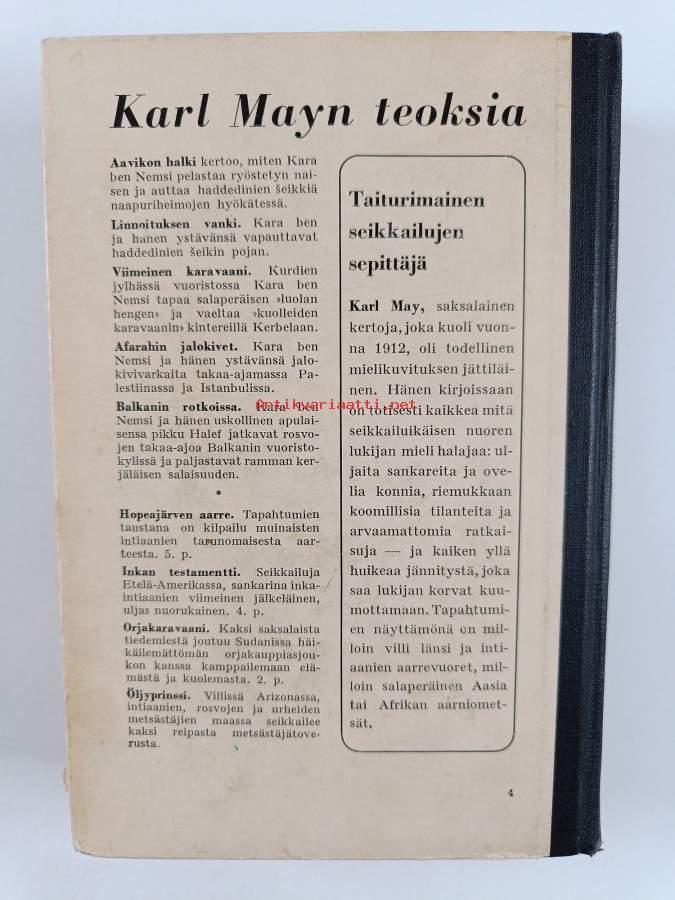 Karl Mayn teoksia
Aavikon halki kertoo, miten Kara
ben Nemsi pelastaa ryöstetyn nai-
sen ja auttaa haddedinien šeikkiä
naapuriheimojen hyökätessä.
Linnoituksen vanki. Kara ben
ja hänen ystävänsä vapauttavat
haddedinien šeikin pojan.
Viimeinen karavaani. Kurdien
jylhässä vuoristossa Kara ben
Nemsi tapaa salaperäisen »luolan
hengen» ja vaeltaa »kuolleiden
karavaanin» kintereillä Kerbelaan.
Afarahin jalokivet. Kara ben
Nemsi ja hänen ystävänsä jalo-
kivivarkaita takaa-ajamassa Pa-
lestiinassa ja Istanbulissa.
Balkanin rotkoissa. Kara ben
Nemsi ja hänen uskollinen apulai-
sensa pikku Halef jatkavat rosvo-
jen takaa-ajoa Balkanin vuoristo-
kylissä ja paljastavat ramman ker-
jäläisen salaisuuden.
*
Hopeajärven aarre. Tapahtumien
taustana on kilpailu muinaisten
intiaanien tarunomaisesta aar-
teesta. 5. p.
Inkan testamentti. Seikkailuja
Etelä-Amerikassa, sankarina inka-
intiaanien viimeinen jälkeläinen,
uljas nuorukainen. 4. p.
Orjakaravaani. Kaksi saksalaista
tiedemiestä joutuu Sudanissa häi-
käilemättömän orjakauppiasjou-
kon kanssa kamppailemaan elä-
mästä ja kuolemasta. 2. p.
Öljyprinssi. Villissä Arizonassa,
intiaanien, rosvojen ja urheiden
metsästäjien maassa seikkailee
kaksi reipasta metsästäjätove-
rusta.
Taiturimainen
seikkailujen
sepittäjä
Karl May, saksalainen
kertoja, joka kuoli vuon-
na 1912, oli todellinen
mielikuvituksen jättiläi-
nen. Hänen kirjoissaan
on totisesti kaikkea mitä
seikkailuikäisen nuoren
lukijan mieli halajaa: ul-
jaita sankareita ja ove-
lia konnia, riemukkaan
koomillisia tilanteita ja
arvaamattomia ratkai-
suja — ja kaiken yllä
huikeaa jännitystä, joka
saa lukijan korvat kuu-
mottamaan. Tapahtumi-
en näyttämönä on mil-
loin villi länsi ja inti-
aanien aarrevuoret, mil-
loin salaperäinen Aasia
tai Afrikan aarniomet-
sät.
4
Antikvariaatti.net